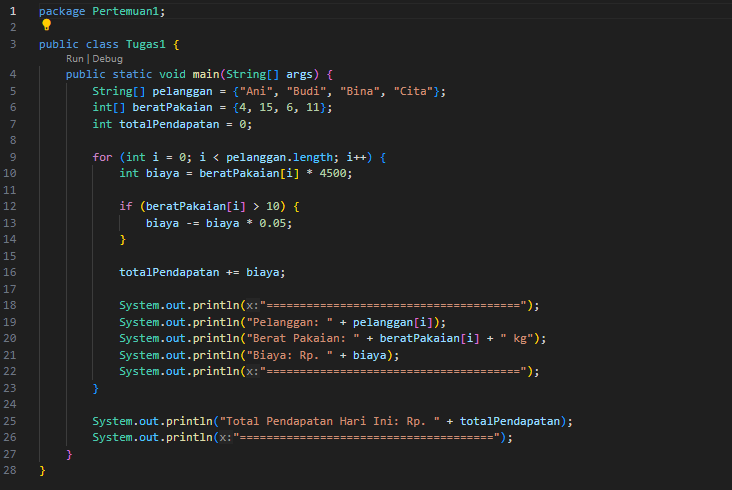 1 package Pertemuan1;
2
3 public class Tugas1 {
Run | Debug
4 public static void main(String[] args) {
5 String[] pelanggan = {"Ani", "Budi", "Bina", "Cita"};
6 int[] beratPakaian = {4, 15, 6, 11};
7 int totalPendapatan = 0;
8
9 for (int i = 0; i < pelanggan.length; i++) {
10 int biaya = beratPakaian[i] * 4500;
11
12 if (beratPakaian[i] > 10) {
13 biaya -= biaya * 0.05;
14 }
15
16 totalPendapatan += biaya;
17
18 System.out.println(x:"======================================");
19 System.out.println("Pelanggan: " + pelanggan[i]);
20 System.out.println("Berat Pakaian: " + beratPakaian[i] + " kg");
21 System.out.println("Biaya: Rp. " + biaya);
22 System.out.println(x:"======================================");
23 }
24
25 System.out.println("Total Pendapatan Hari Ini: Rp. " + totalPendapatan);
26 System.out.println(x:"======================================");
27 }
28 }